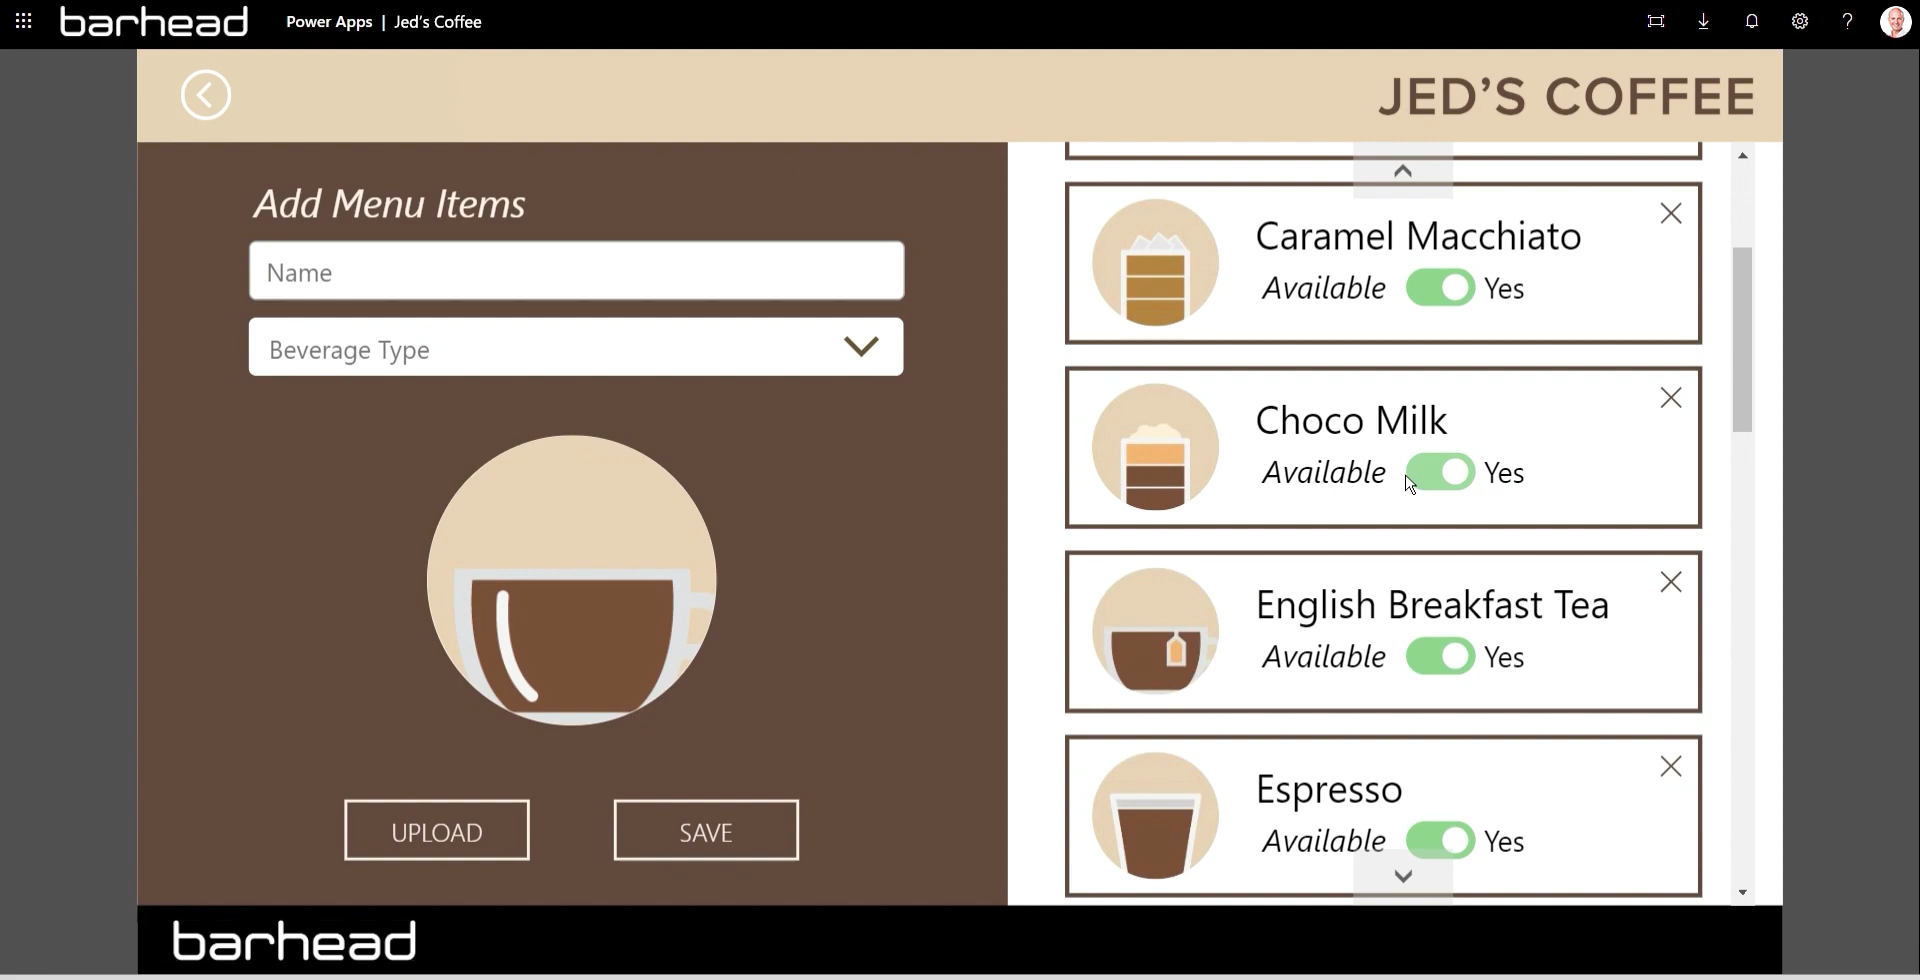 barhead Power Apps | Jed's Coffee
JED'S COFFEE
Add Menu Items
Name
Beverage Type
UPLOAD
SAVE
Caramel Macchiato
Available Yes
Choco Milk
Available Yes
English Breakfast Tea
Available Yes
Espresso
Available Yes
barhead